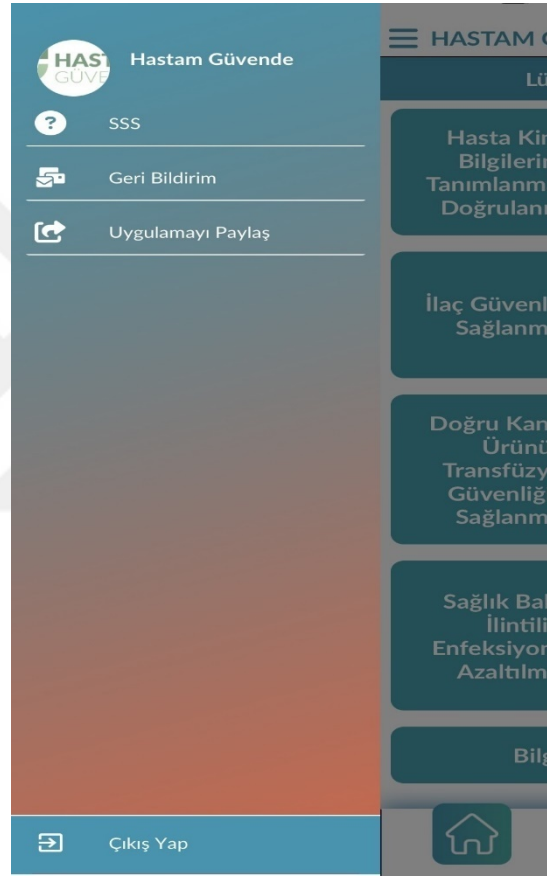 HAST
GÜVE
Hastam Güvende
SSS
Geri Bildirim
Uygulamayı Paylaş
Çıkış Yap
HASTAM
Lü
Hasta Kin
Bilgilerin
Tanımlanm
Doğrulanı
İlaç Güvenl
Sağlanm
Doğru Kan
Ürünü
Transfüzy
Güvenliğ
Sağlanm
Sağlık Bal
İlintili
Enfeksiyon
Azaltılm
Bilg